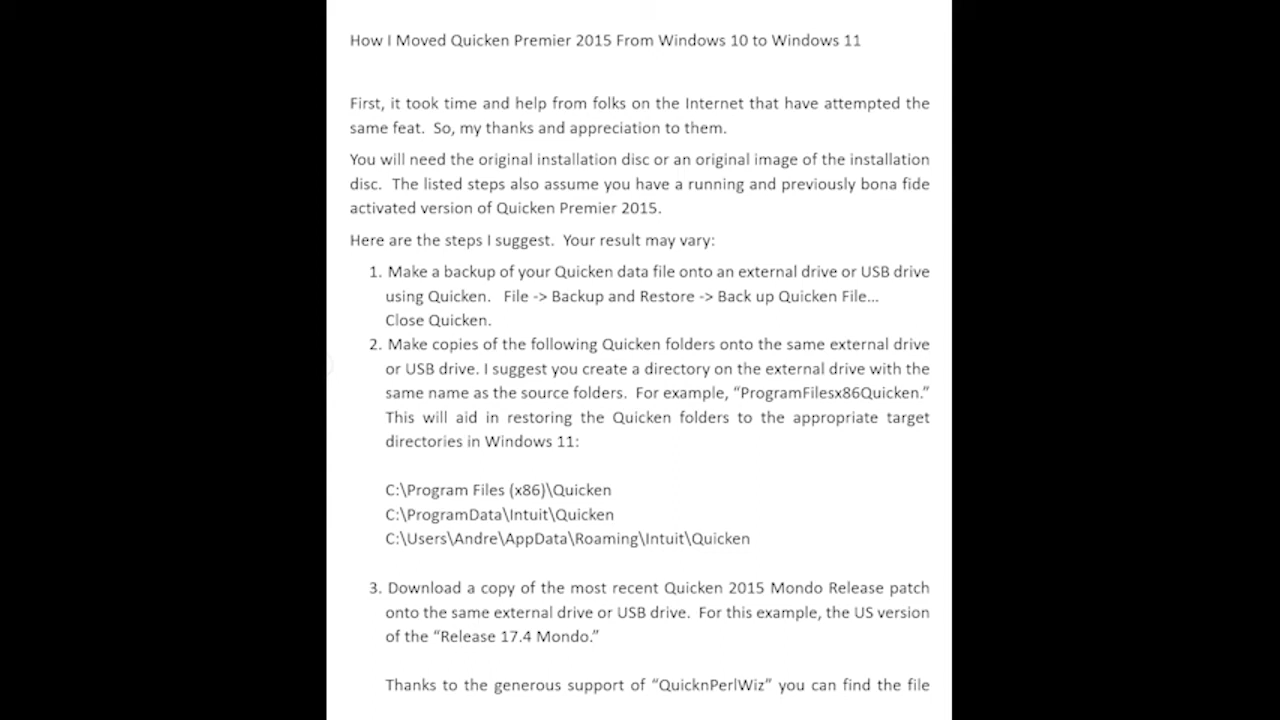 How I Moved Quicken Premier 2015 From Windows 10 to Windows 11
First, it took time and help from folks on the Internet that have attempted the
same feat.  So, my thanks and appreciation to them.
You will need the original installation disc or an original image of the installation
disc.  The listed steps also assume you have a running and previously bona fide
activated version of Quicken Premier 2015.
Here are the steps I suggest.  Your result may vary:
1. Make a backup of your Quicken data file onto an external drive or USB drive
using Quicken.   File -> Backup and Restore -> Back up Quicken File...
Close Quicken.
2. Make copies of the following Quicken folders onto the same external drive
or USB drive. I suggest you create a directory on the external drive with the
same name as the source folders.  For example, “ProgramFilesx86Quicken.”
This will aid in restoring the Quicken folders to the appropriate target
directories in Windows 11:
C:\Program Files (x86)\Quicken
C:\ProgramData\Intuit\Quicken
C:\Users\Andre\AppData\Roaming\Intuit\Quicken
3. Download a copy of the most recent Quicken 2015 Mondo Release patch
onto the same external drive or USB drive.  For this example, the US version
of the “Release 17.4 Mondo.”
Thanks to the generous support of “QuicknPerlWiz” you can find the file